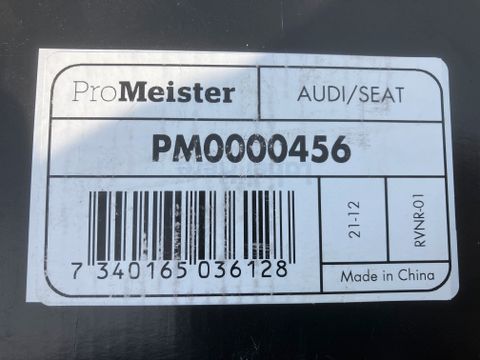 ProMeister
AUDI/SEAT
PM0000456
7 340165 036128
21-12
RVNR-01
Made in China